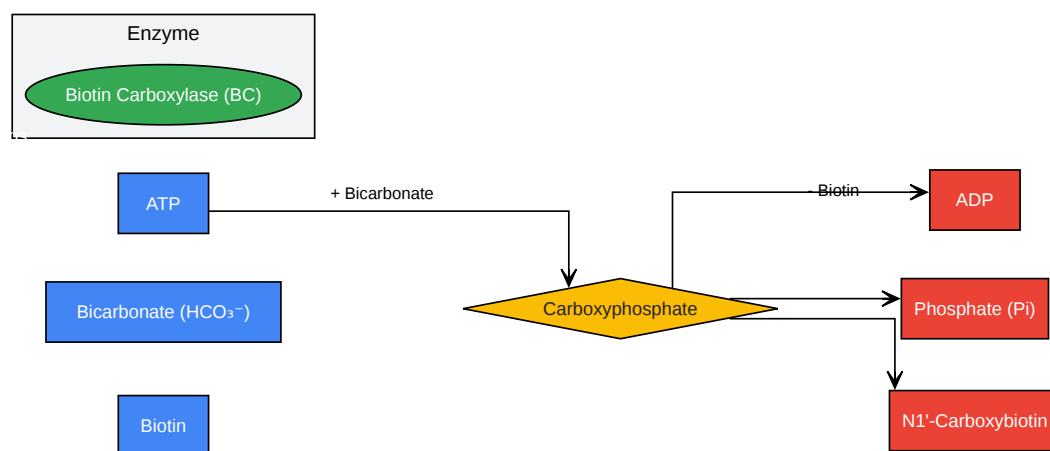 Enzyme
Biotin Carboxylase (BC)
ATP
+ Bicarbonate
- Biotin
ADP
Bicarbonate (HCO₃⁻)
Carboxyphosphate
Phosphate (Pi)
Biotin
N1'-Carboxybiotin